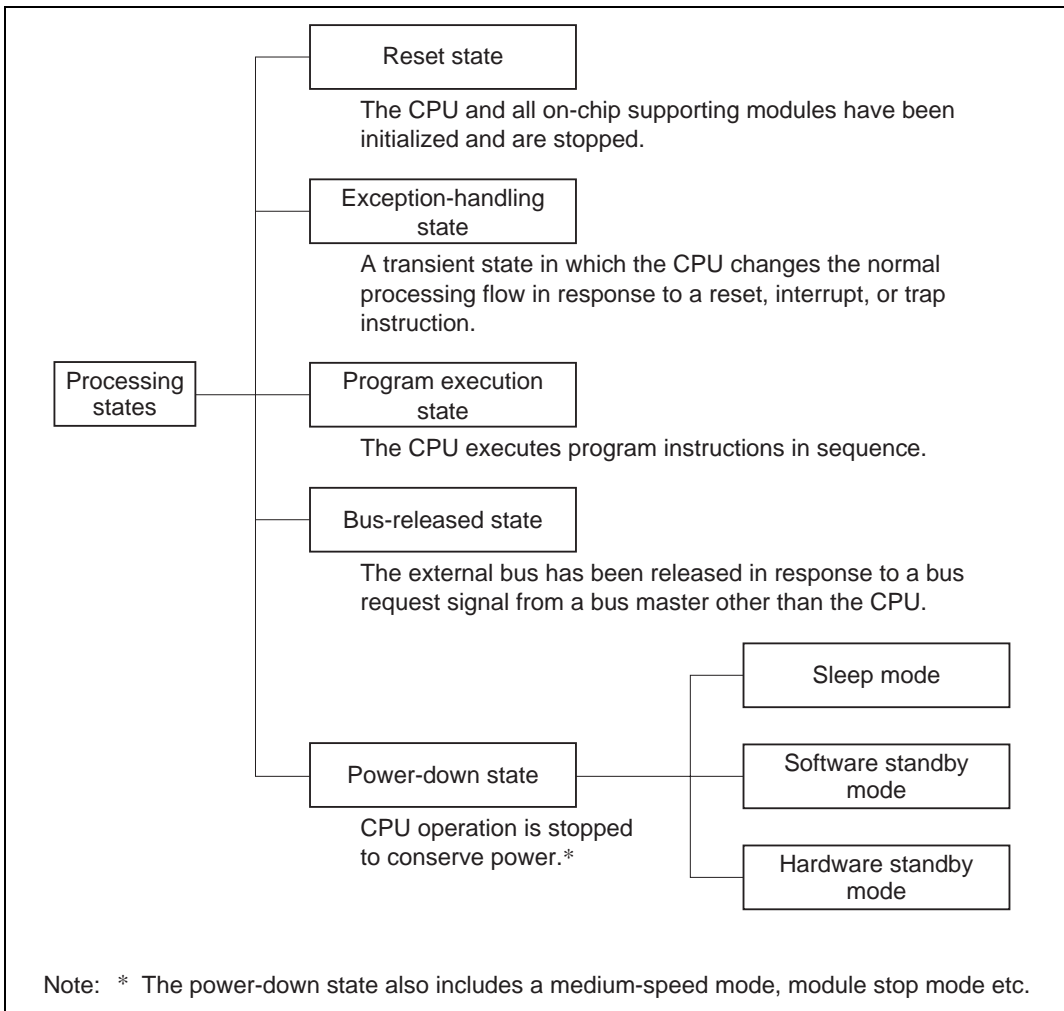 Reset state
The CPU and all on-chip supporting modules have been
initialized and are stopped.
Exception-handling
state
A transient state in which the CPU changes the normal
processing flow in response to a reset, interrupt, or trap
instruction.
Processing
states
Program execution
state
The CPU executes program instructions in sequence.
Bus-released state
The external bus has been released in response to a bus
request signal from a bus master other than the CPU.
Power-down state
CPU operation is stopped
to conserve power.*
Sleep mode
Software standby
mode
Hardware standby
mode
Note: * The power-down state also includes a medium-speed mode, module stop mode etc.